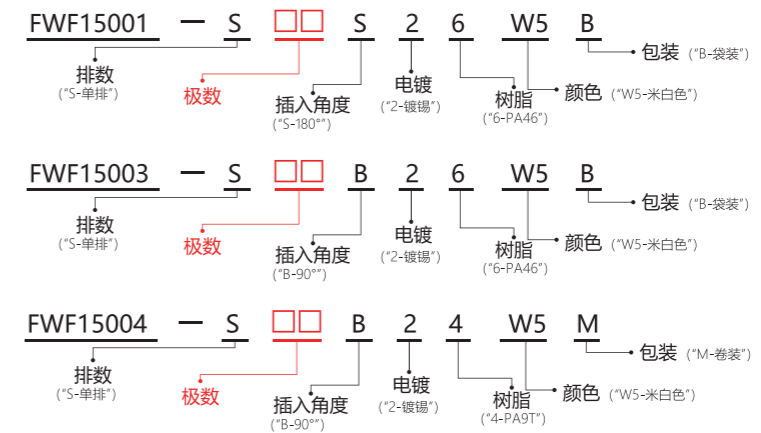 FWF15001 — S □□ S 2 6 W5 B
包装 (“B-袋装”)
排数
(“S-单排”)
极数
插入角度
(“S-180°”)
电镀
(“2-镀锡”)
树脂
(“6-PA46”)
颜色 (“W5-米白色”)
FWF15003 — S □□ B 2 6 W5 B
包装 (“B-袋装”)
排数
(“S-单排”)
极数
插入角度
(“B-90°”)
电镀
(“2-镀锡”)
树脂
(“6-PA46”)
颜色 (“W5-米白色”)
FWF15004 — S □□ B 2 4 W5 M
包装 (“M-卷装”)
排数
(“S-单排”)
极数
插入角度
(“B-90°”)
电镀
(“2-镀锡”)
树脂
(“4-PA9T”)
颜色 (“W5-米白色”)